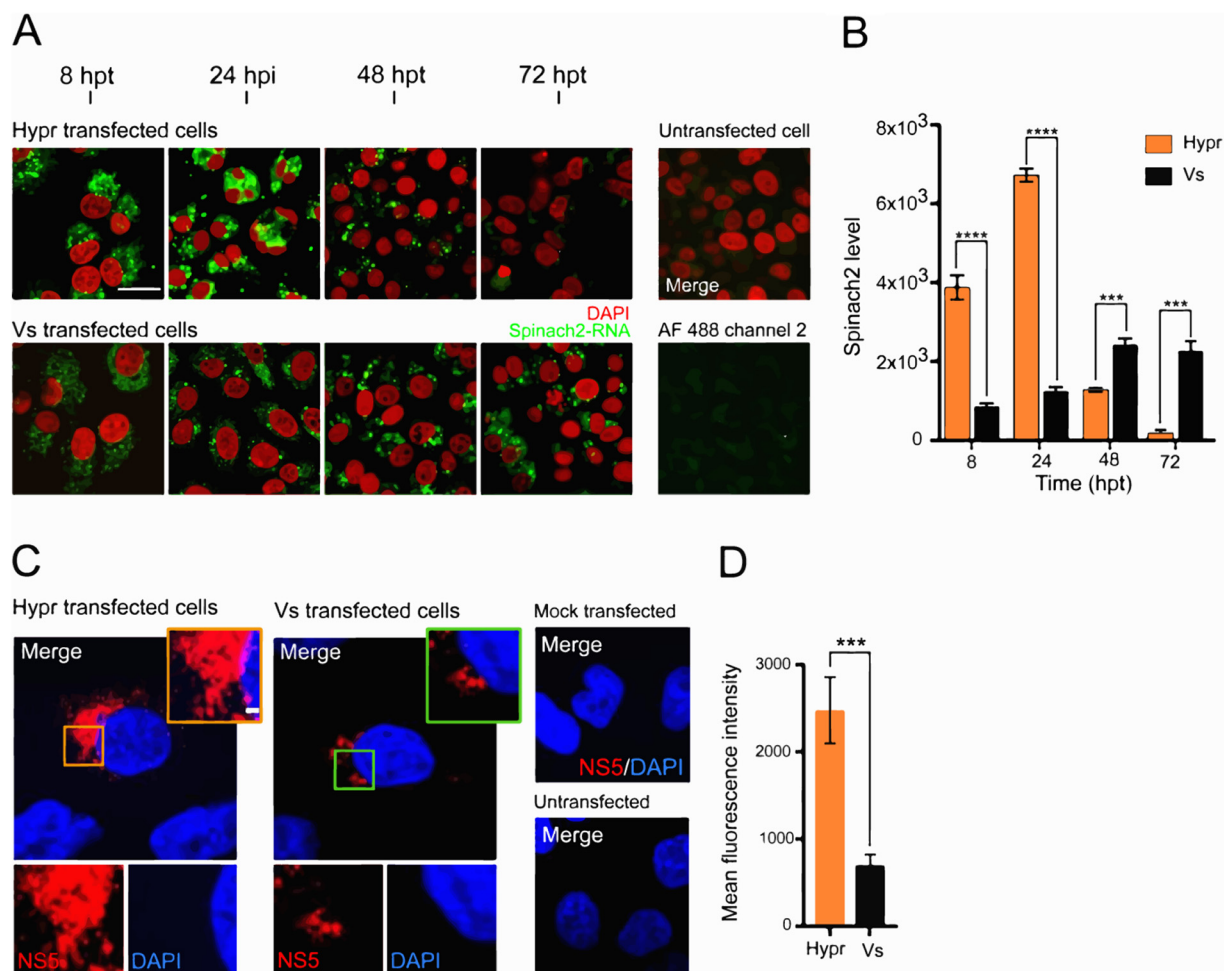 A
8 hpt
24 hpi
48 hpt
72 hpt
Hypr transfected cells
Untransfected cell
Merge
DAPI
Spinach2-RNA
Vs transfected cells
AF 488 channel 2
B
8x10³
6x10³
4x10³
2x10³
0
Spinach2 level
****
****
***
***
Hypr
Vs
8
24
48
72
Time (hpt)
C
Hypr transfected cells
Merge
NS5
DAPI
Vs transfected cells
Merge
NS5
DAPI
Mock transfected
NS5/DAPI
Untransfected
Merge
D
Mean fluorescence intensity
3000
2000
1000
0
***
Hypr
Vs